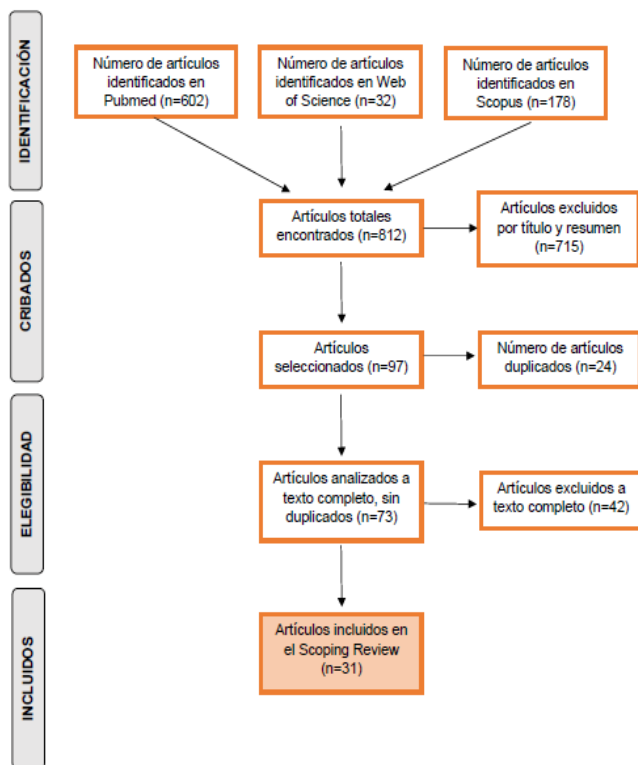 IDENTIFICACIÓN
Número de artículos
identificados en
Pubmed (n=602)
Número de artículos
identificados en Web
of Science (n=32)
Número de artículos
identificados en
Scopus (n=178)
CRIBADOS
Artículos totales
encontrados (n=812)
Artículos excluidos
por título y resumen
(n=715)
Artículos
seleccionados (n=97)
Número de artículos
duplicados (n=24)
ELEGIBILIDAD
Artículos analizados a
texto completo, sin
duplicados (n=73)
Artículos excluidos a
texto completo (n=42)
INCLUIDOS
Artículos incluidos en
el Scoping Review
(n=31)